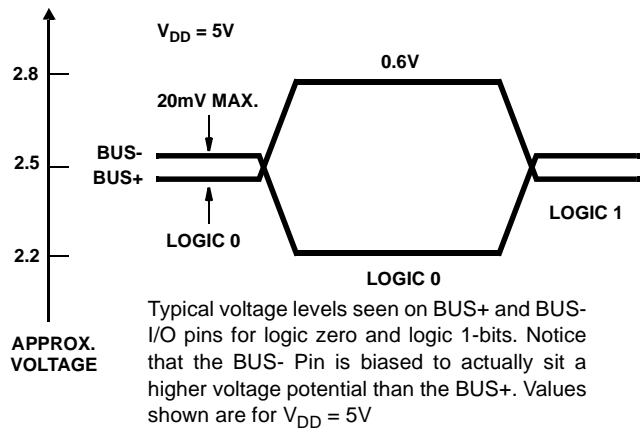 V_DD = 5V
2.8
0.6V
20mV MAX.
BUS-
2.5
BUS+
LOGIC 0
LOGIC 1
2.2
LOGIC 0
APPROX.
VOLTAGE
Typical voltage levels seen on BUS+ and BUS-
I/O pins for logic zero and logic 1-bits. Notice
that the BUS- Pin is biased to actually sit a
higher voltage potential than the BUS+. Values
shown are for V_DD = 5V